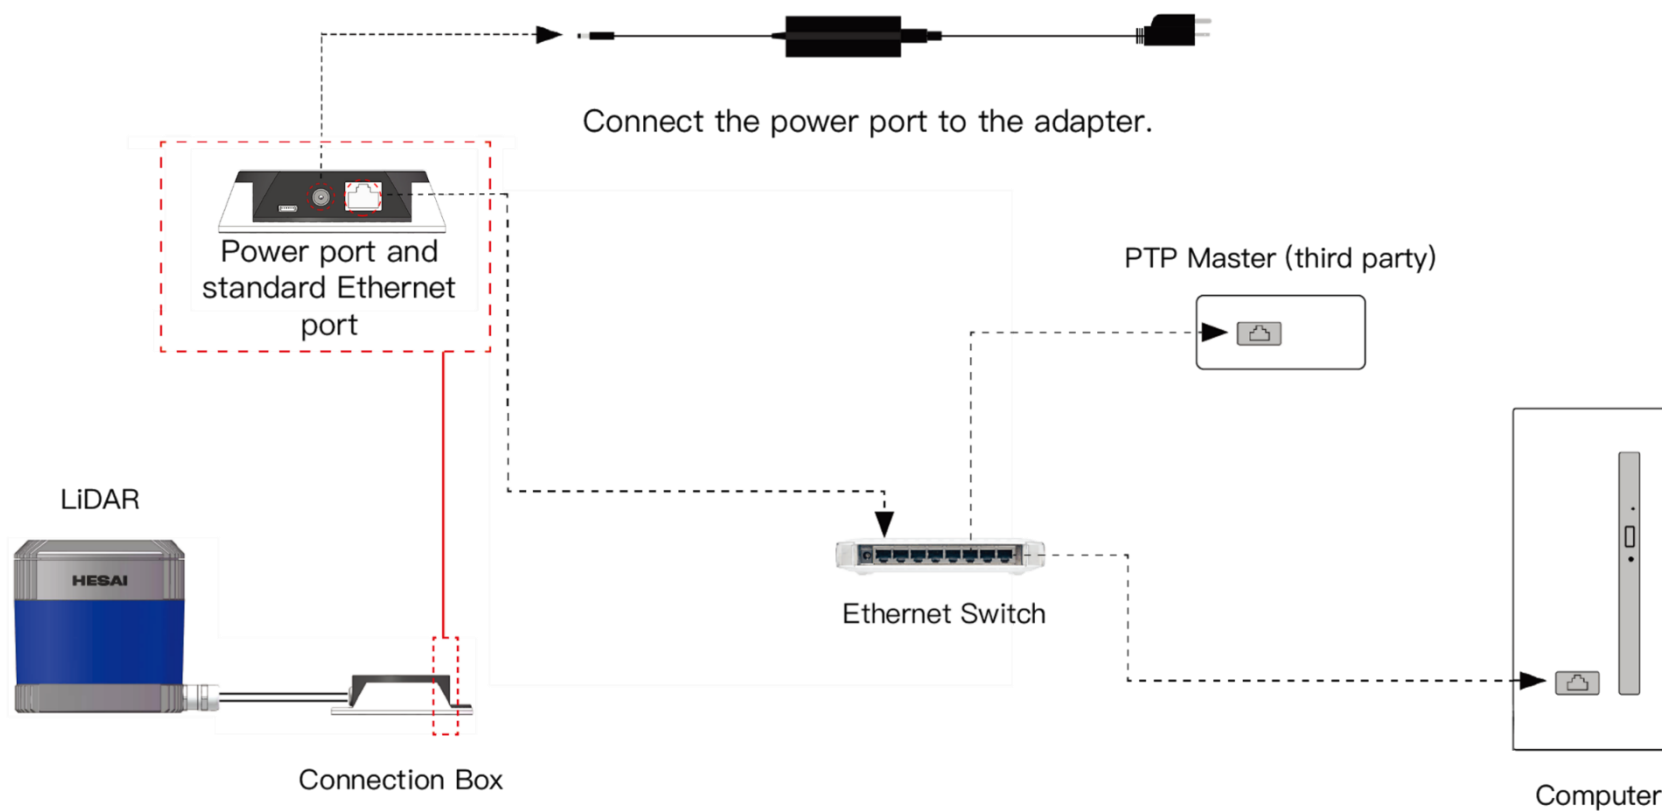 Connect the power port to the adapter.
Power port and
standard Ethernet
port
PTP Master (third party)
LiDAR
HESAI
Ethernet Switch
Connection Box
Computer